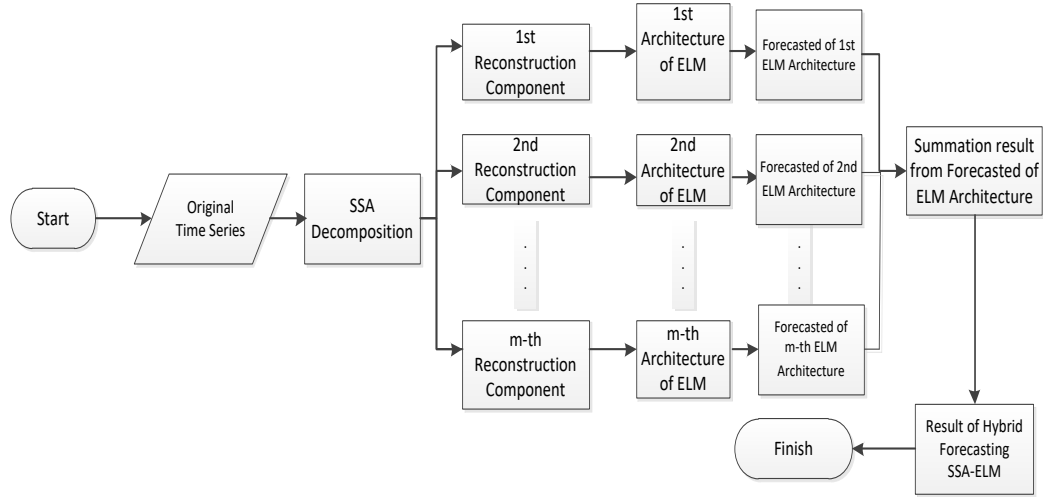 Start
Original
Time Series
SSA
Decomposition
1st
Reconstruction
Component
1st
Architecture
of ELM
Forecasted of 1st
ELM Architecture
2nd
Reconstruction
Component
2nd
Architecture
of ELM
Forecasted of 2nd
ELM Architecture
.
.
.
.
.
.
.
.
.
m-th
Reconstruction
Component
m-th
Architecture
of ELM
Forecasted of
m-th ELM
Architecture
Summation result
from Forecasted of
ELM Architecture
Result of Hybrid
Forecasting
SSA-ELM
Finish